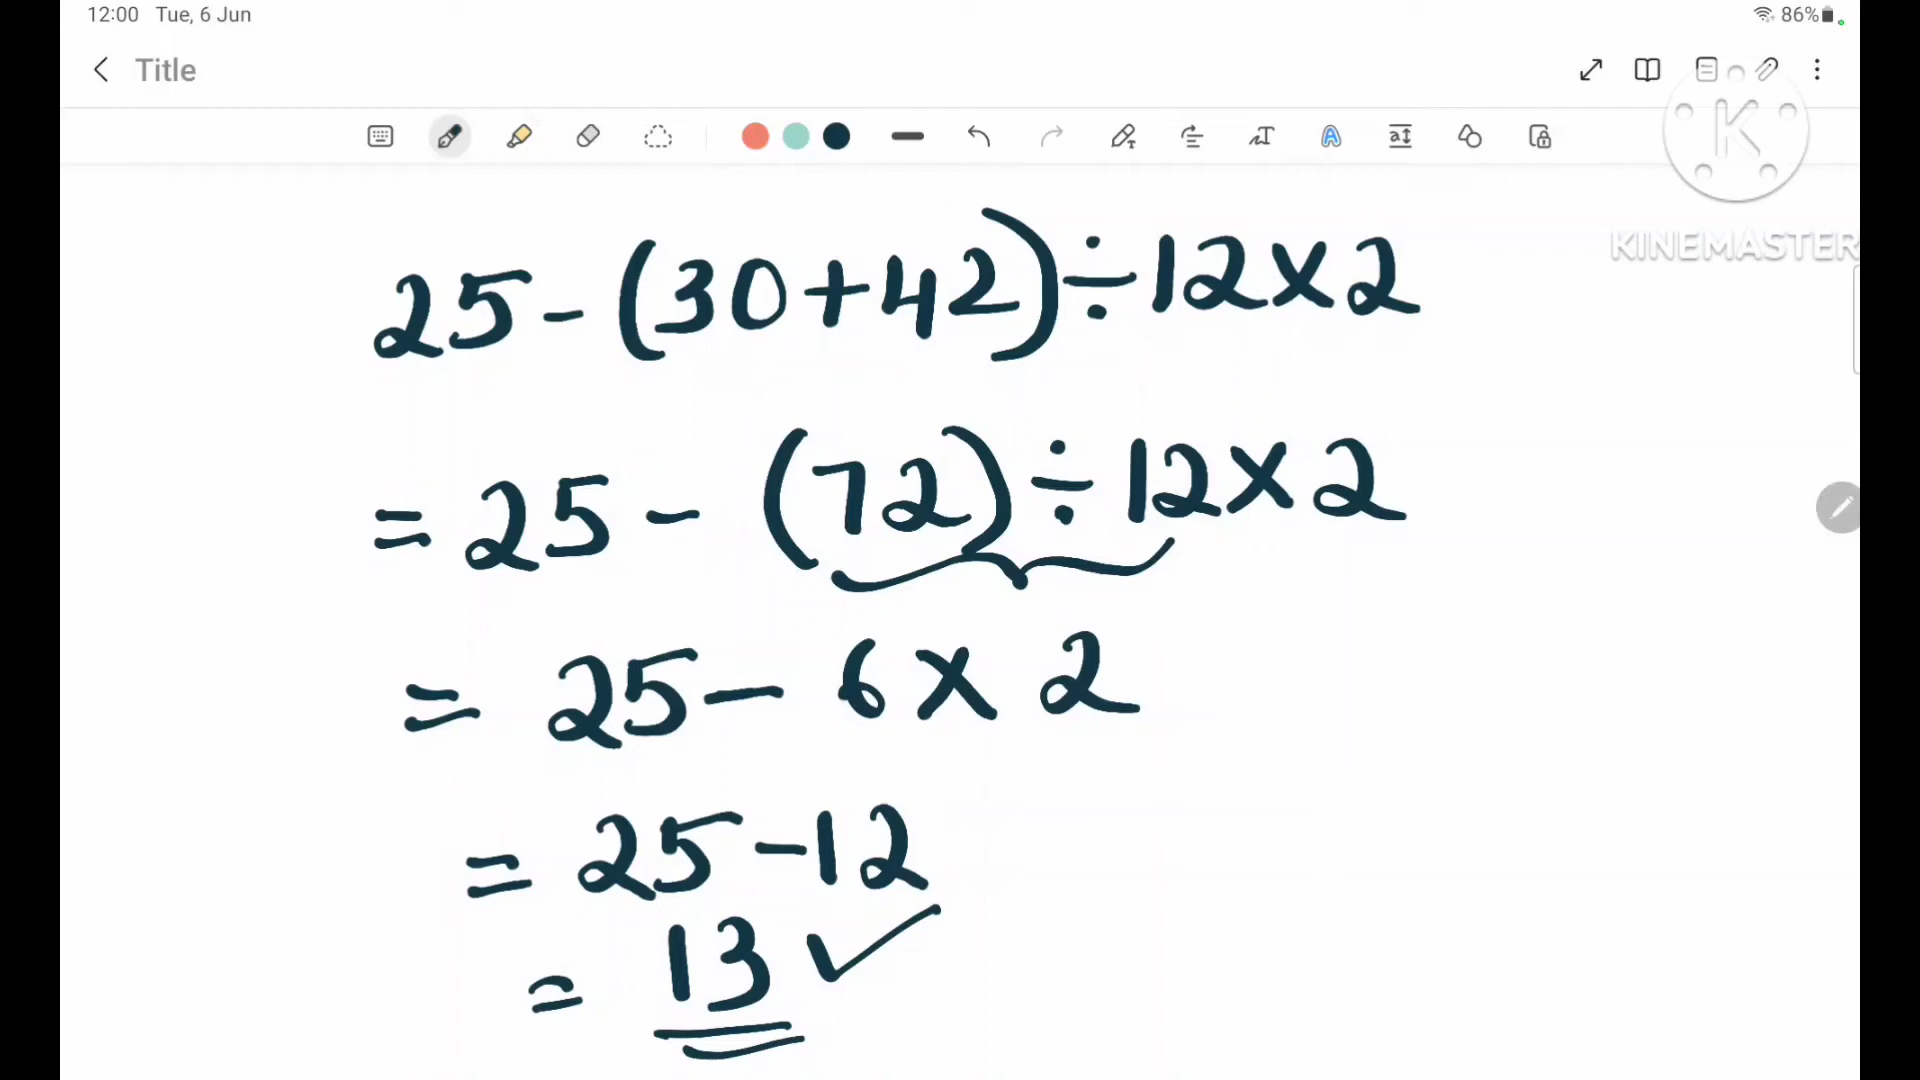 12:00 Tue, 6 Jun 86%
Title
K
KINEMASTER
25-(30+42)÷12×2
=25-(72)÷12×2
=25-6×2
=25-12
=13✓